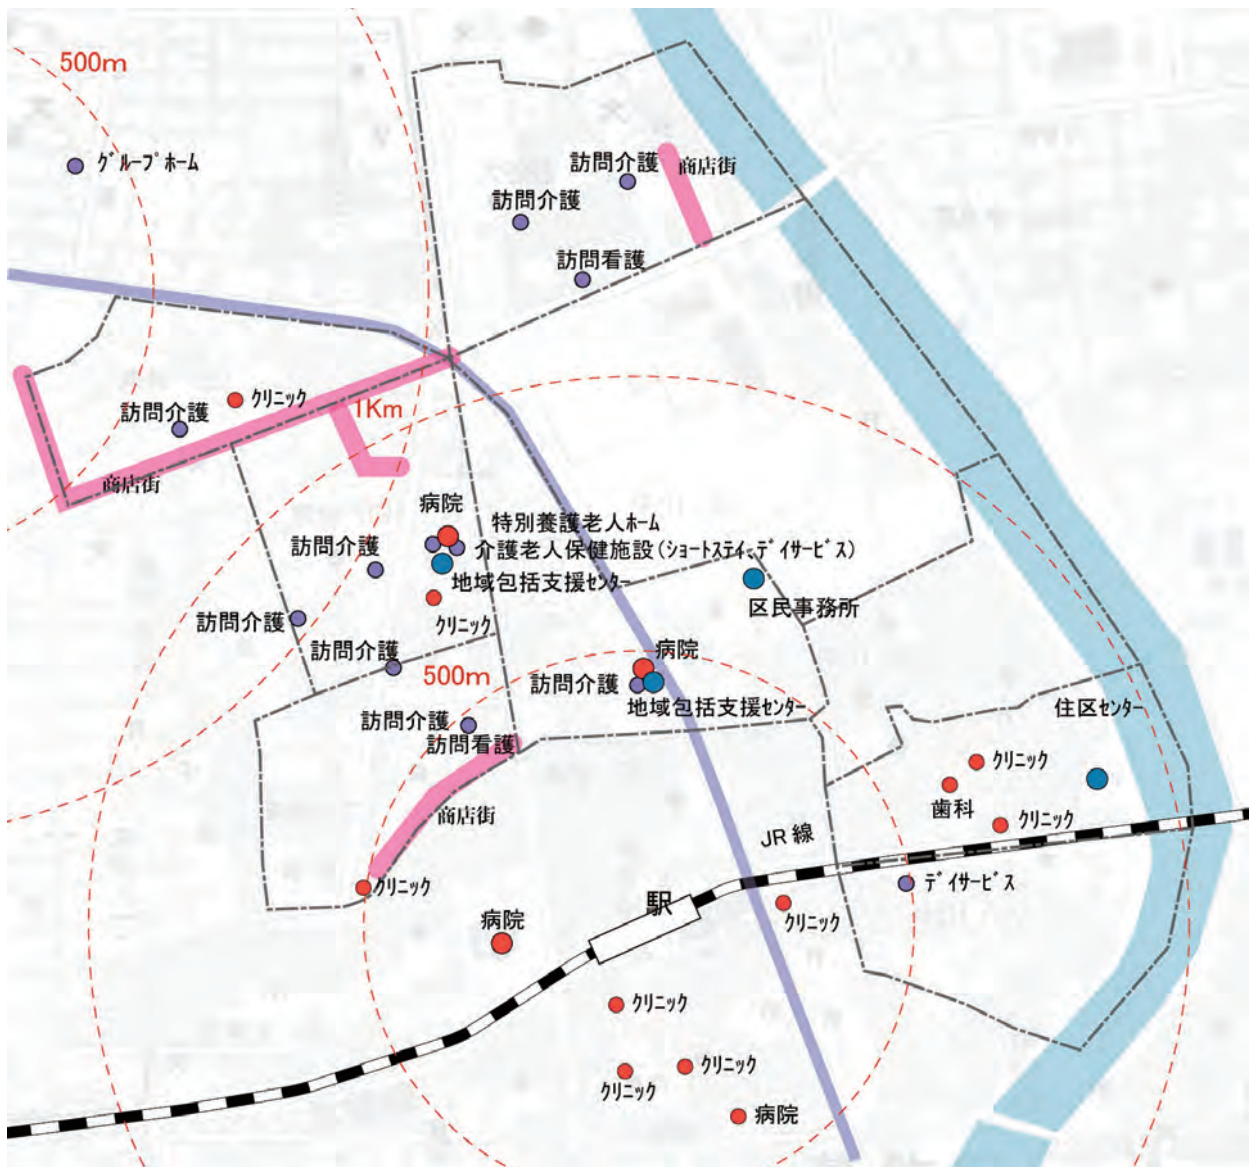 500m
グループホーム
訪問介護
商店街
訪問介護
訪問看護
クリニック
1Km
訪問介護
商店街
病院
特別養護老人ホーム
訪問介護
介護老人保健施設(ショートステイ、デイサービス)
地域包括支援センター
区民事務所
訪問介護
クリニック
訪問介護
病院
500m
訪問介護
地域包括支援センター
住区センター
訪問介護
訪問看護
クリニック
歯科
商店街
クリニック
JR線
クリニック
デイサービス
駅
病院
クリニック
クリニック
クリニック
クリニック
病院